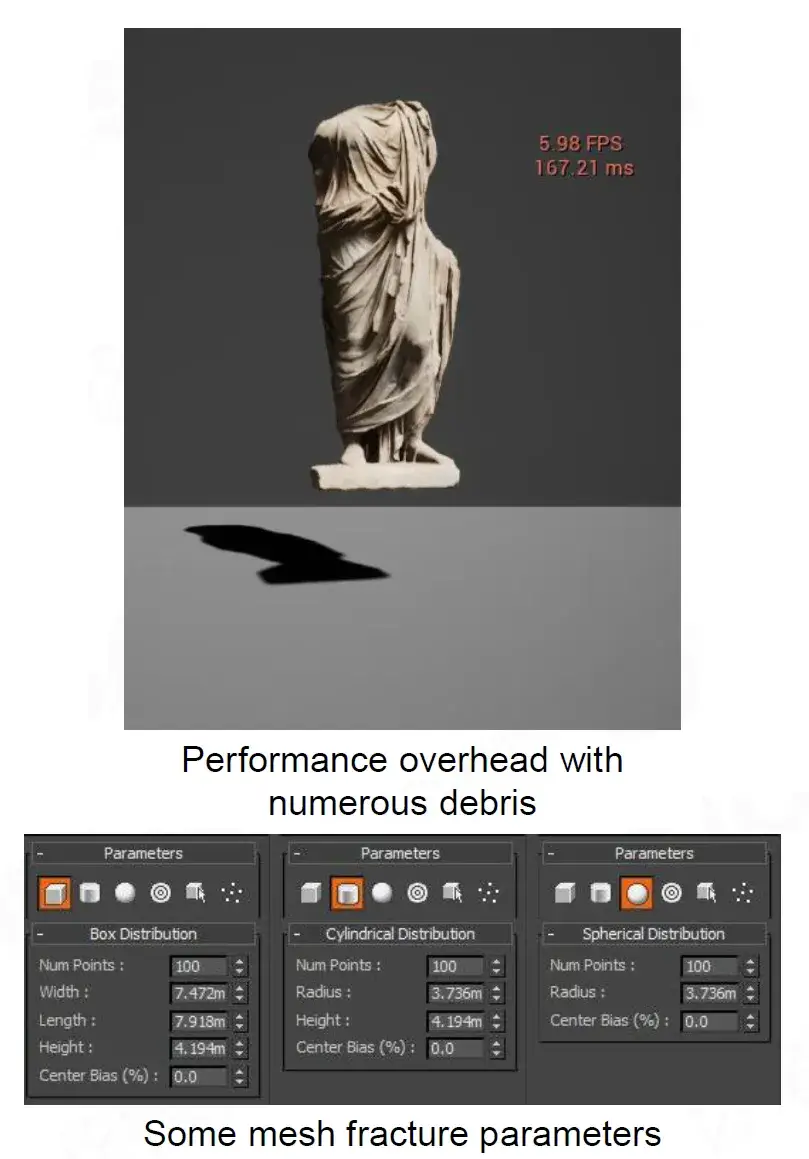 5.98 FPS
167.21 ms
Performance overhead with
numerous debris
- Parameters
- Box Distribution
Num Points : 100
Width : 7.472m
Length : 7.918m
Height : 4.194m
Center Bias (%) : 0.0
- Parameters
- Cylindrical Distribution
Num Points : 100
Radius : 3.736m
Height : 4.194m
Center Bias (%) : 0.0
- Parameters
- Spherical Distribution
Num Points : 100
Radius : 3.736m
Center Bias (%) : 0.0
Some mesh fracture parameters